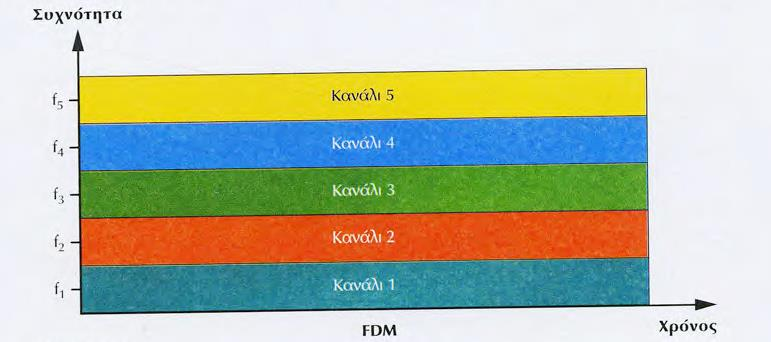 Συχνότητα
f5
Κανάλι 5
f4
Κανάλι 4
f3
Κανάλι 3
f2
Κανάλι 2
f1
Κανάλι 1
FDM
Χρόνος